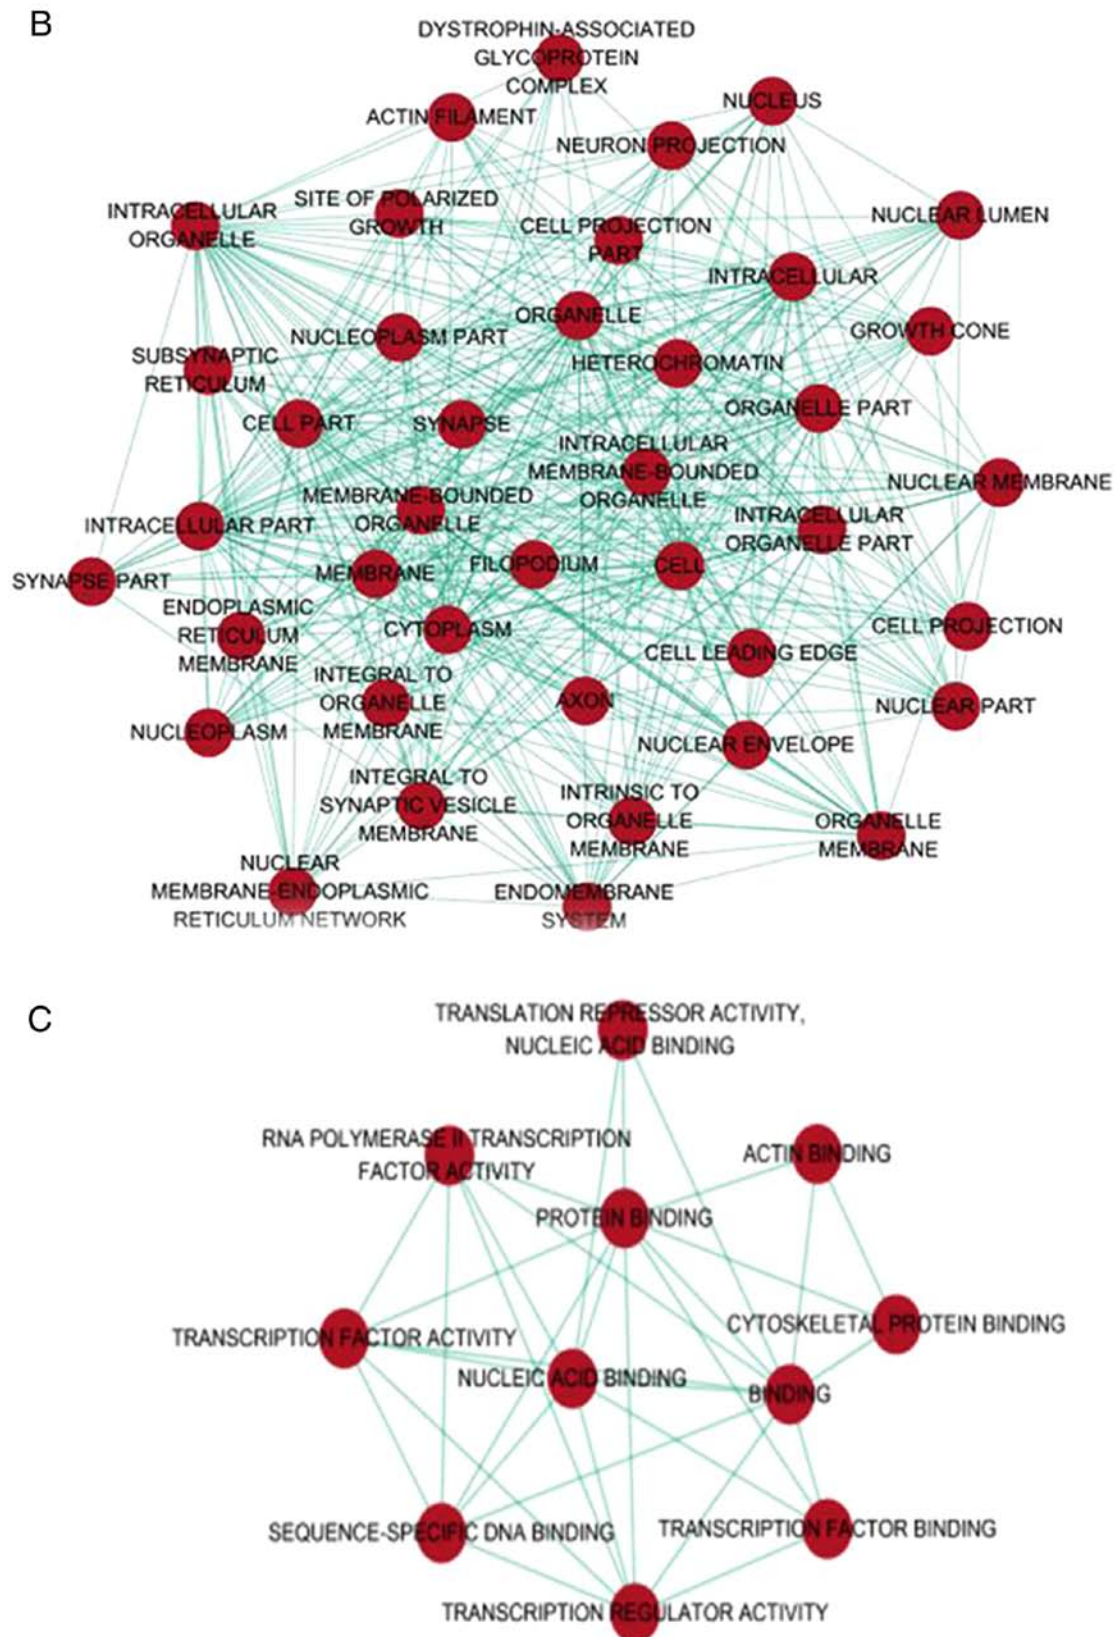 B
DYSTROPHIN-ASSOCIATED
GLYCOPROTEIN
COMPLEX
NUCLEUS
ACTIN FILAMENT
NEURON PROJECTION
SITE OF POLARIZED
GROWTH
INTRACELLULAR
ORGANELLE
NUCLEAR LUMEN
CELL PROJECTION
PART
INTRACELLULAR
ORGANELLE
GROWTH CONE
NUCLEOPLASM PART
SUBSYNAPTIC
RETICULUM
HETEROCHROMATIN
ORGANELLE PART
CELL PART
SYNAPSE
INTRACELLULAR
MEMBRANE-BOUNDED
ORGANELLE
NUCLEAR MEMBRANE
MEMBRANE-BOUNDED
ORGANELLE
INTRACELLULAR PART
INTRACELLULAR
ORGANELLE PART
FILOPODIUM
CELL
MEMBRANE
SYNAPSE PART
ENDOPLASMIC
RETICULUM
MEMBRANE
CYTOPLASM
CELL PROJECTION
CELL LEADING EDGE
INTEGRAL TO
ORGANELLE
MEMBRANE
AXON
NUCLEAR PART
NUCLEOPLASM
NUCLEAR ENVELOPE
INTEGRAL TO
SYNAPTIC VESICLE
MEMBRANE
INTRINSIC TO
ORGANELLE
MEMBRANE
ORGANELLE
MEMBRANE
NUCLEAR
MEMBRANE-ENDOPLASMIC
RETICULUM NETWORK
ENDOMEMBRANE
SYSTEM
C
TRANSLATION REPRESSOR ACTIVITY,
NUCLEIC ACID BINDING
RNA POLYMERASE II TRANSCRIPTION
FACTOR ACTIVITY
ACTIN BINDING
PROTEIN BINDING
CYTOSKELETAL PROTEIN BINDING
TRANSCRIPTION FACTOR ACTIVITY
NUCLEIC ACID BINDING
BINDING
SEQUENCE-SPECIFIC DNA BINDING
TRANSCRIPTION FACTOR BINDING
TRANSCRIPTION REGULATOR ACTIVITY